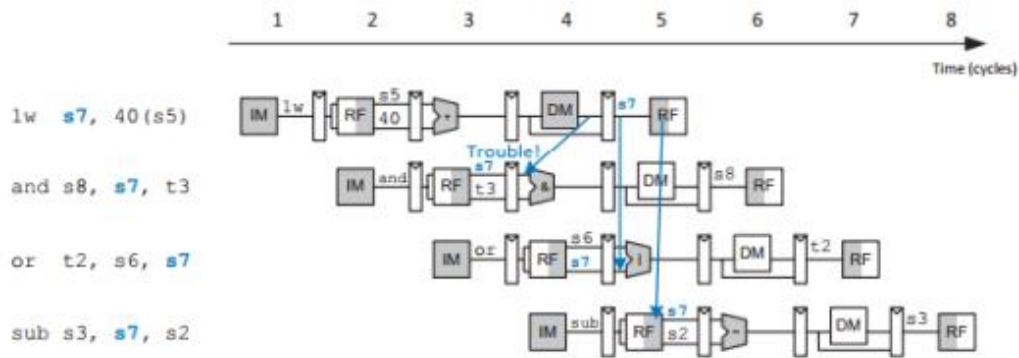 1 2 3 4 5 6 7 8
Time (cycles)
lw s7, 40(s5)
IM lw RF s5 40 + DM s7 RF
Trouble!
and s8, s7, t3
IM and RF s7 t3 & DM s8 RF
or t2, s6, s7
IM or RF s6 s7 | DM t2 RF
sub s3, s7, s2
IM sub RF s7 s2 - DM s3 RF